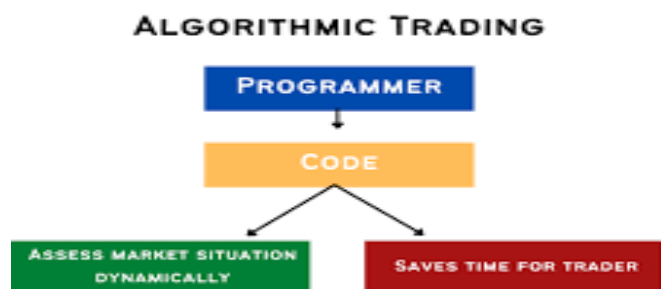 ALGORITHMIC TRADING
PROGRAMMER
CODE
ASSESS MARKET SITUATION
DYNAMICALLY
SAVES TIME FOR TRADER